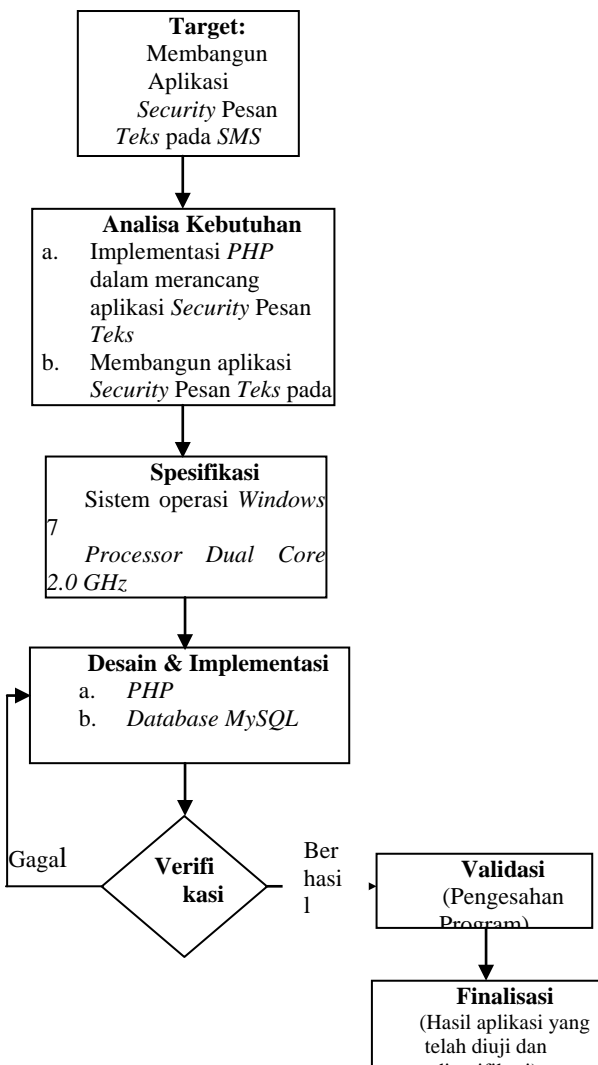 Target:
Membangun
Aplikasi
Security Pesan
Teks pada SMS
Analisa Kebutuhan
a. Implementasi PHP
dalam merancang
aplikasi Security Pesan
Teks
b. Membangun aplikasi
Security Pesan Teks pada
Spesifikasi
Sistem operasi Windows
7
Processor Dual Core
2.0 GHz
Desain & Implementasi
a. PHP
b. Database MySQL
Gagal
Verifi
kasi
Ber
hasi
l
Validasi
(Pengesahan
Program)
Finalisasi
(Hasil aplikasi yang
telah diuji dan